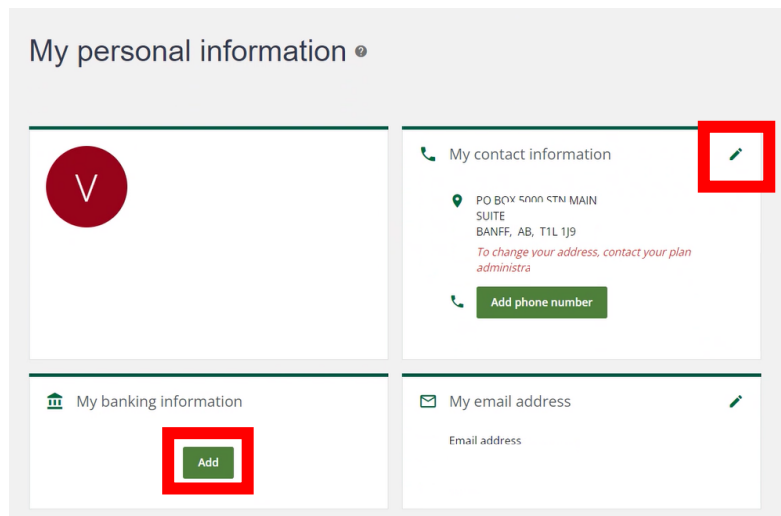 My personal information
V
My contact information
PO BOX 5000 STN MAIN
SUITE
BANFF, AB, T1L 1J9
To change your address, contact your plan
administra
Add phone number
My banking information
Add
My email address
Email address